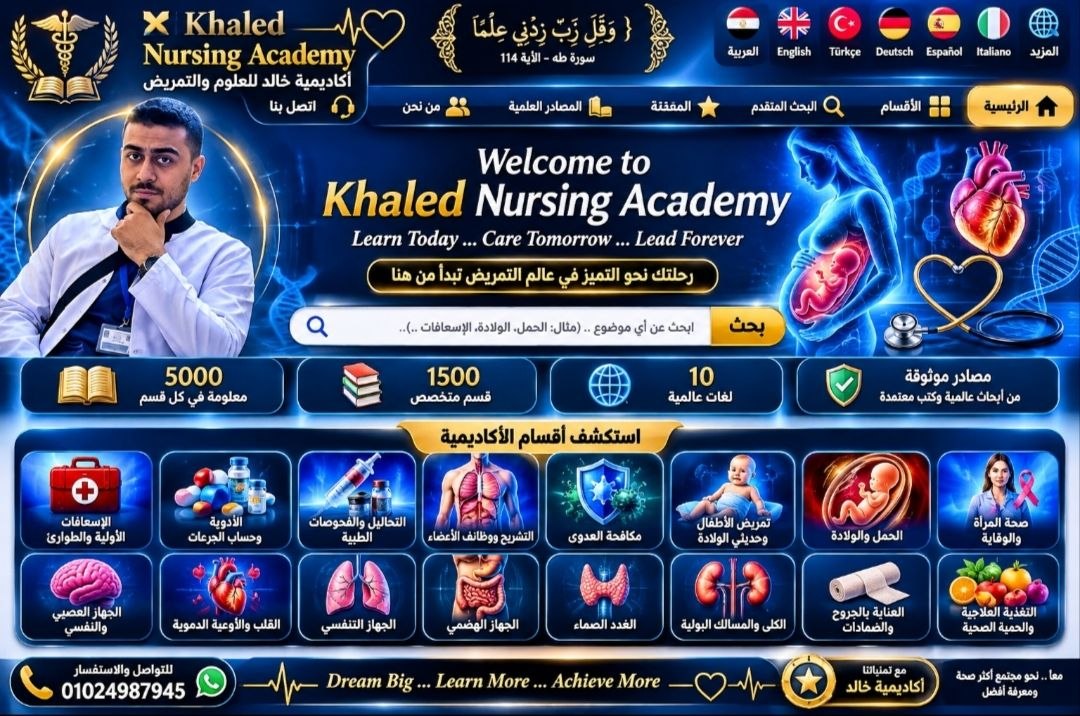 Khaled
Nursing Academy
أكاديمية خالد للعلوم والتمريض
{ وَقُل رَّبِّ زِدْنِي عِلْمًا }
سورة طه - الآية 114
العربية
English
Türkçe
Deutsch
Español
Italiano
المزيد
الرئيسية
الأقسام
البحث المتقدم
المصادر العلمية
من نحن
اتصل بنا
Welcome to
Khaled Nursing Academy
Learn Today ... Care Tomorrow ... Lead Forever
رحلتك نحو التميز في عالم التمريض تبدأ من هنا
ابحث عن أي موضوع .. (مثال: الحمل، الولادة، الإسعافات ..)..
بحث
مصادر موثوقة
من أبحاث عالمية وكتب معتمدة
10
لغات عالمية
1500
قسم متخصص
5000
معلومة في كل قسم
استكشف أقسام الأكاديمية
صحة المرأة
والوقاية
الحمل والولادة
تمريض الأطفال
وحديثي الولادة
مكافحة العدوى
التشريح ووظائف الأعضاء
التحاليل والفحوصات
الطبية
الأدوية
وحساب الجرعات
الإسعافات
الأولية والطوارئ
التغذية العلاجية
والحمية الصحية
العناية بالجروح
والضمادات
الكلى والمسالك البولية
الغدد الصماء
الجهاز الهضمي
الجهاز التنفسي
القلب والأوعية الدموية
الجهاز العصبي
والنفسي
معاً .. نحو مجتمع أكثر صحة
ومعرفة أفضل
مع تمنياتنا
أكاديمية خالد
Dream Big ... Learn More ... Achieve More
للتواصل والاستفسار
01024987945